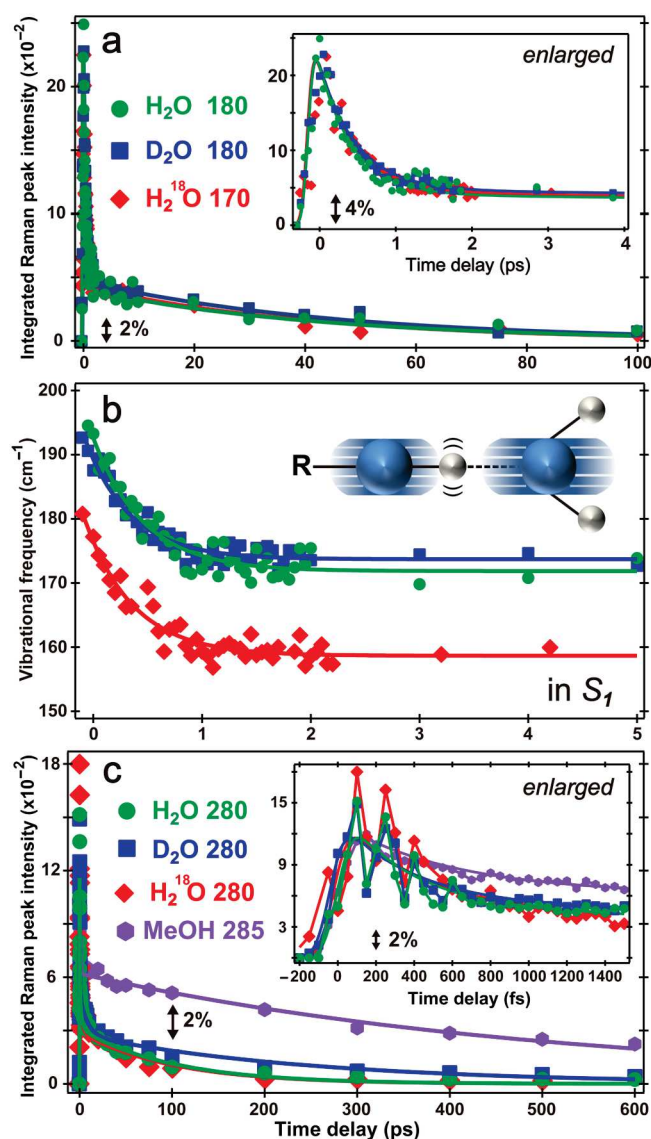 a
enlarged
H₂O 180
D₂O 180
H₂¹⁸O 170
Integrated Raman peak intensity (x10⁻²)
20
10
0
2%
20
10
0
4%
0
1
2
3
4
Time delay (ps)
0
20
40
60
80
100
b
Vibrational frequency (cm⁻¹)
200
190
180
170
160
150
R
in S₁
0
1
2
3
4
5
c
enlarged
H₂O 280
D₂O 280
H₂¹⁸O 280
MeOH 285
Integrated Raman peak intensity (x10⁻²)
18
12
6
0
2%
15
12
9
6
3
2%
-200
0
200
400
600
800
1000
1200
1400
Time delay (fs)
0
100
200
300
400
500
600
Time delay (ps)